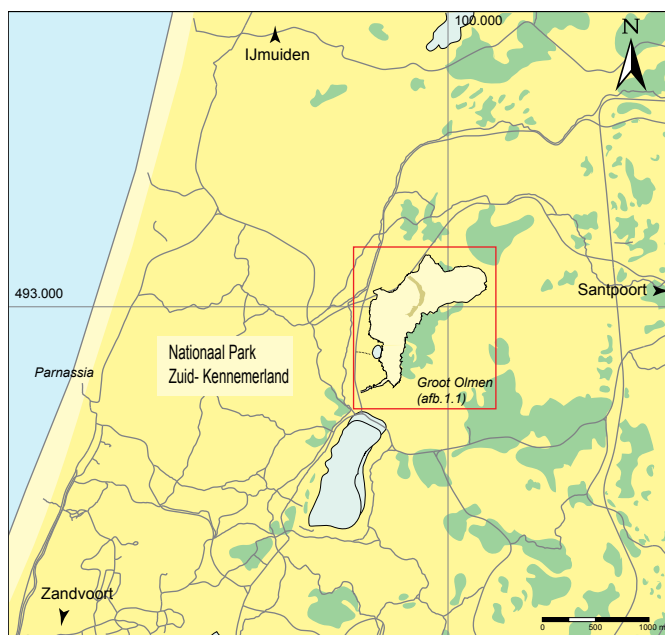 100.000
N
IJmuiden
493.000
Santpoort
Nationaal Park
Zuid- Kennemerland
Parnassia
Groot Olmen
(afb.1.1)
Zandvoort
0 500 1000 m